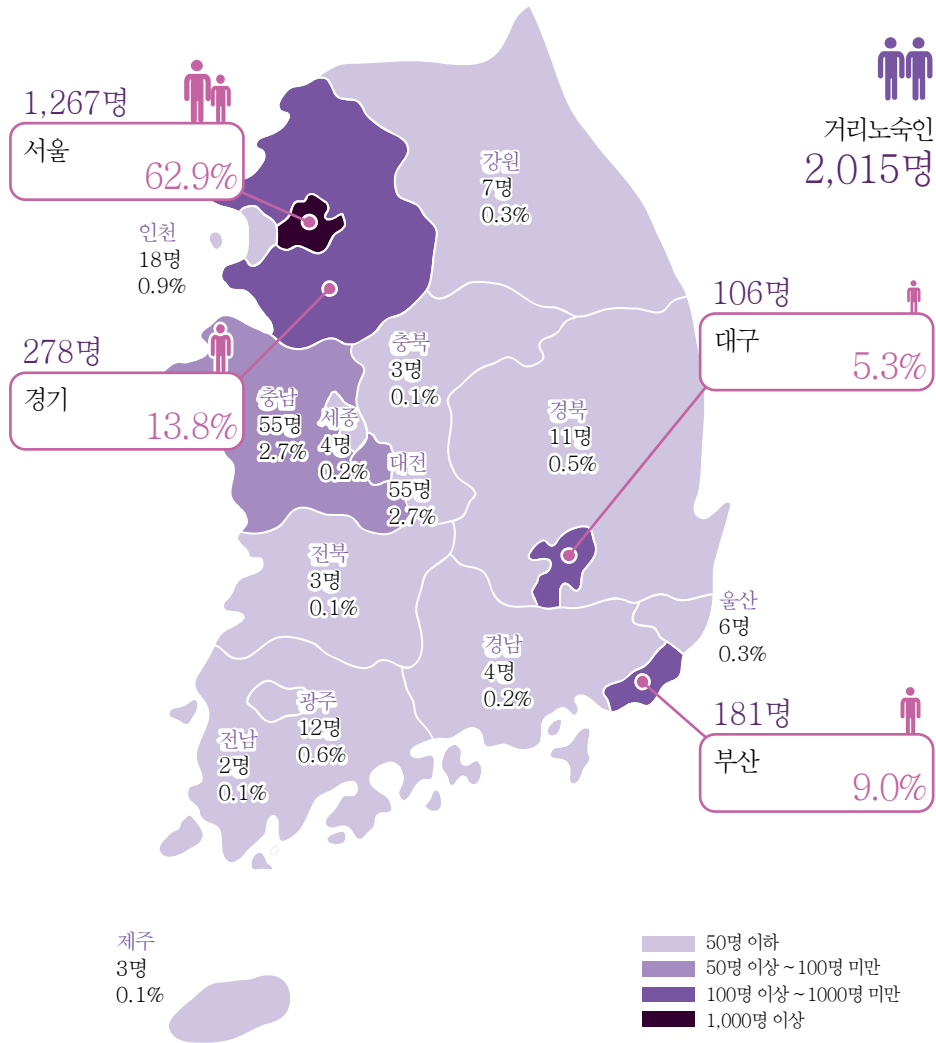 거리노숙인
2,015명
1,267명
서울
62.9%
강원
7명
0.3%
인천
18명
0.9%
106명
대구
5.3%
278명
경기
13.8%
충북
3명
0.1%
충남
55명
2.7%
세종
4명
0.2%
대전
55명
2.7%
경북
11명
0.5%
전북
3명
0.1%
울산
6명
0.3%
경남
4명
0.2%
181명
부산
9.0%
광주
12명
0.6%
전남
2명
0.1%
제주
3명
0.1%
50명 이하
50명 이상 ~ 100명 미만
100명 이상 ~ 1000명 미만
1,000명 이상